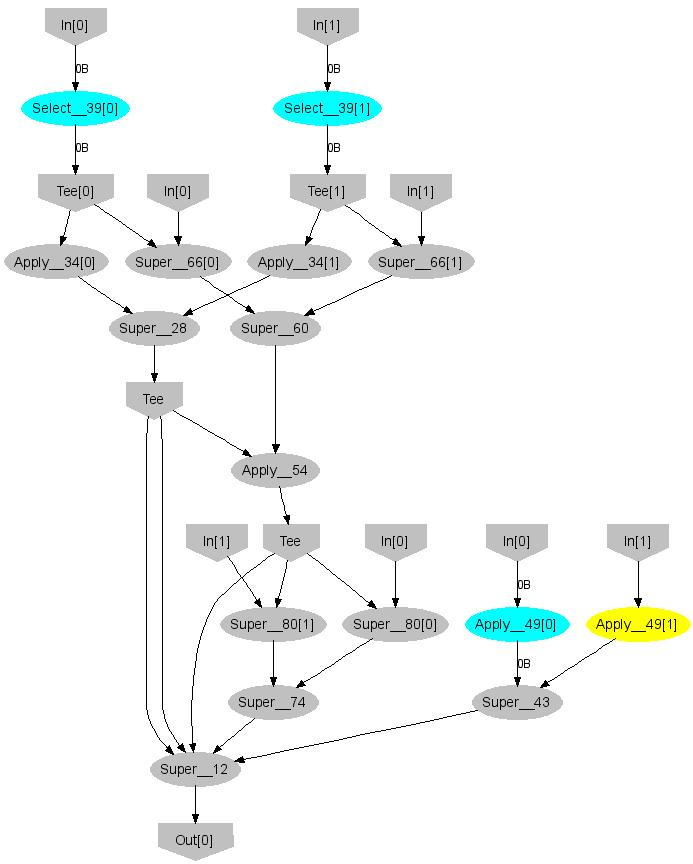 In[0]
In[1]
0B
0B
Select__39[0]
Select__39[1]
0B
0B
Tee[0]
In[0]
Tee[1]
In[1]
Apply__34[0]
Super__66[0]
Apply__34[1]
Super__66[1]
Super__28
Super__60
Tee
Apply__54
In[1]
Tee
In[0]
In[0]
In[1]
0B
Super__80[1]
Super__80[0]
Apply__49[0]
Apply__49[1]
0B
Super__74
Super__43
Super__12
Out[0]